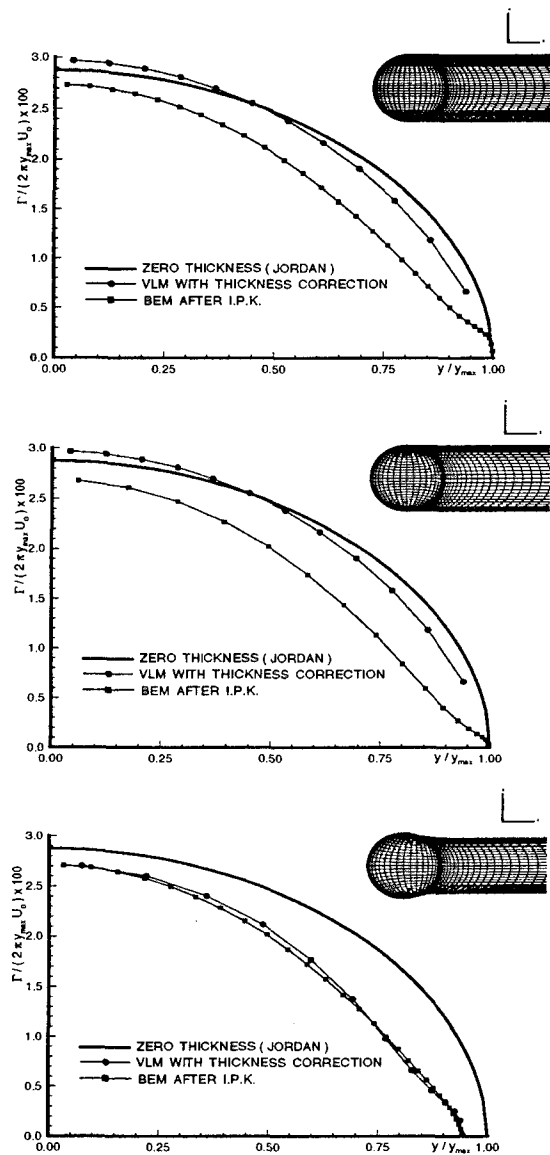 3.0
2.5
2.0
1.5
1.0
0.5
0.0
Γ/(2πy_max U_o) x 100
ZERO THICKNESS (JORDAN)
VLM WITH THICKNESS CORRECTION
BEM AFTER I.P.K.
0.00 0.25 0.50 0.75 y/y_max 1.00
3.0
2.5
2.0
1.5
1.0
0.5
0.0
Γ/(2πy_max U_o) x 100
ZERO THICKNESS (JORDAN)
VLM WITH THICKNESS CORRECTION
BEM AFTER I.P.K.
0.00 0.25 0.50 0.75 y/y_max 1.00
3.0
2.5
2.0
1.5
1.0
0.5
0.0
Γ/(2πy_max U_o) x 100
ZERO THICKNESS (JORDAN)
VLM WITH THICKNESS CORRECTION
BEM AFTER I.P.K.
0.00 0.25 0.50 0.75 y/y_max 1.00